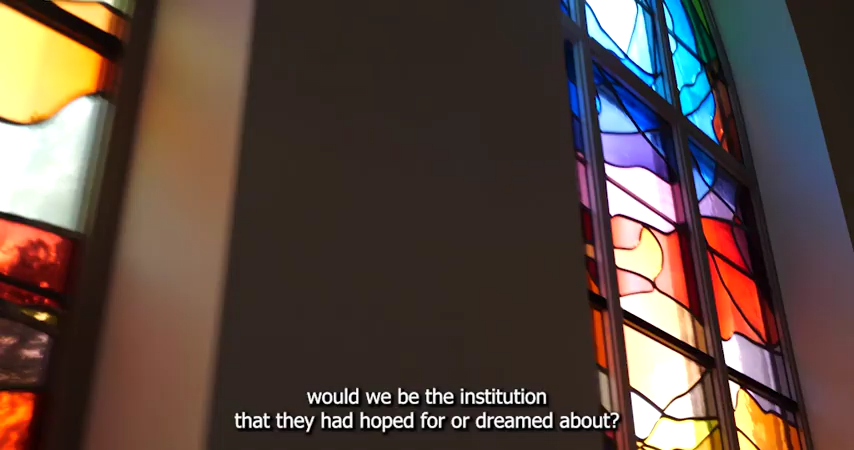 would we be the institution
that they had hoped for or dreamed about?